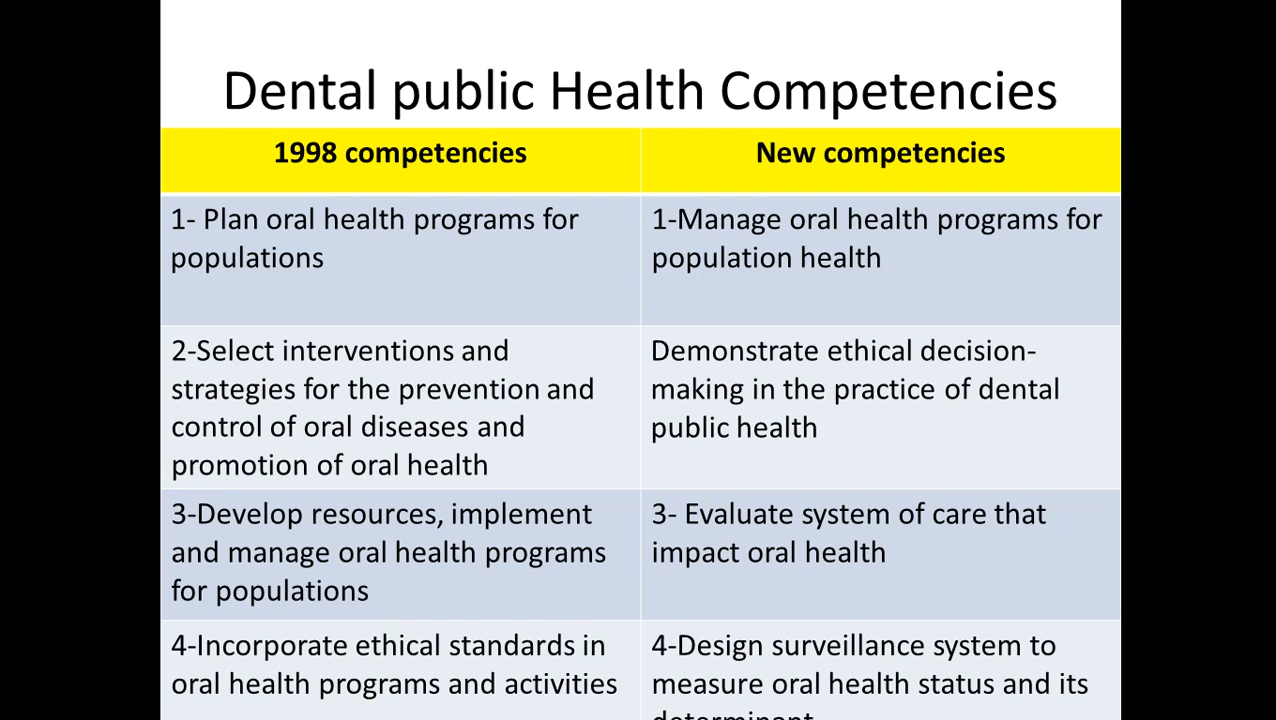 Dental public Health Competencies
1998 competencies
New competencies
1- Plan oral health programs for
populations
1-Manage oral health programs for
population health
2-Select interventions and
strategies for the prevention and
control of oral diseases and
promotion of oral health
Demonstrate ethical decision-
making in the practice of dental
public health
3-Develop resources, implement
and manage oral health programs
for populations
3- Evaluate system of care that
impact oral health
4-Incorporate ethical standards in
oral health programs and activities
4-Design surveillance system to
measure oral health status and its
determinant